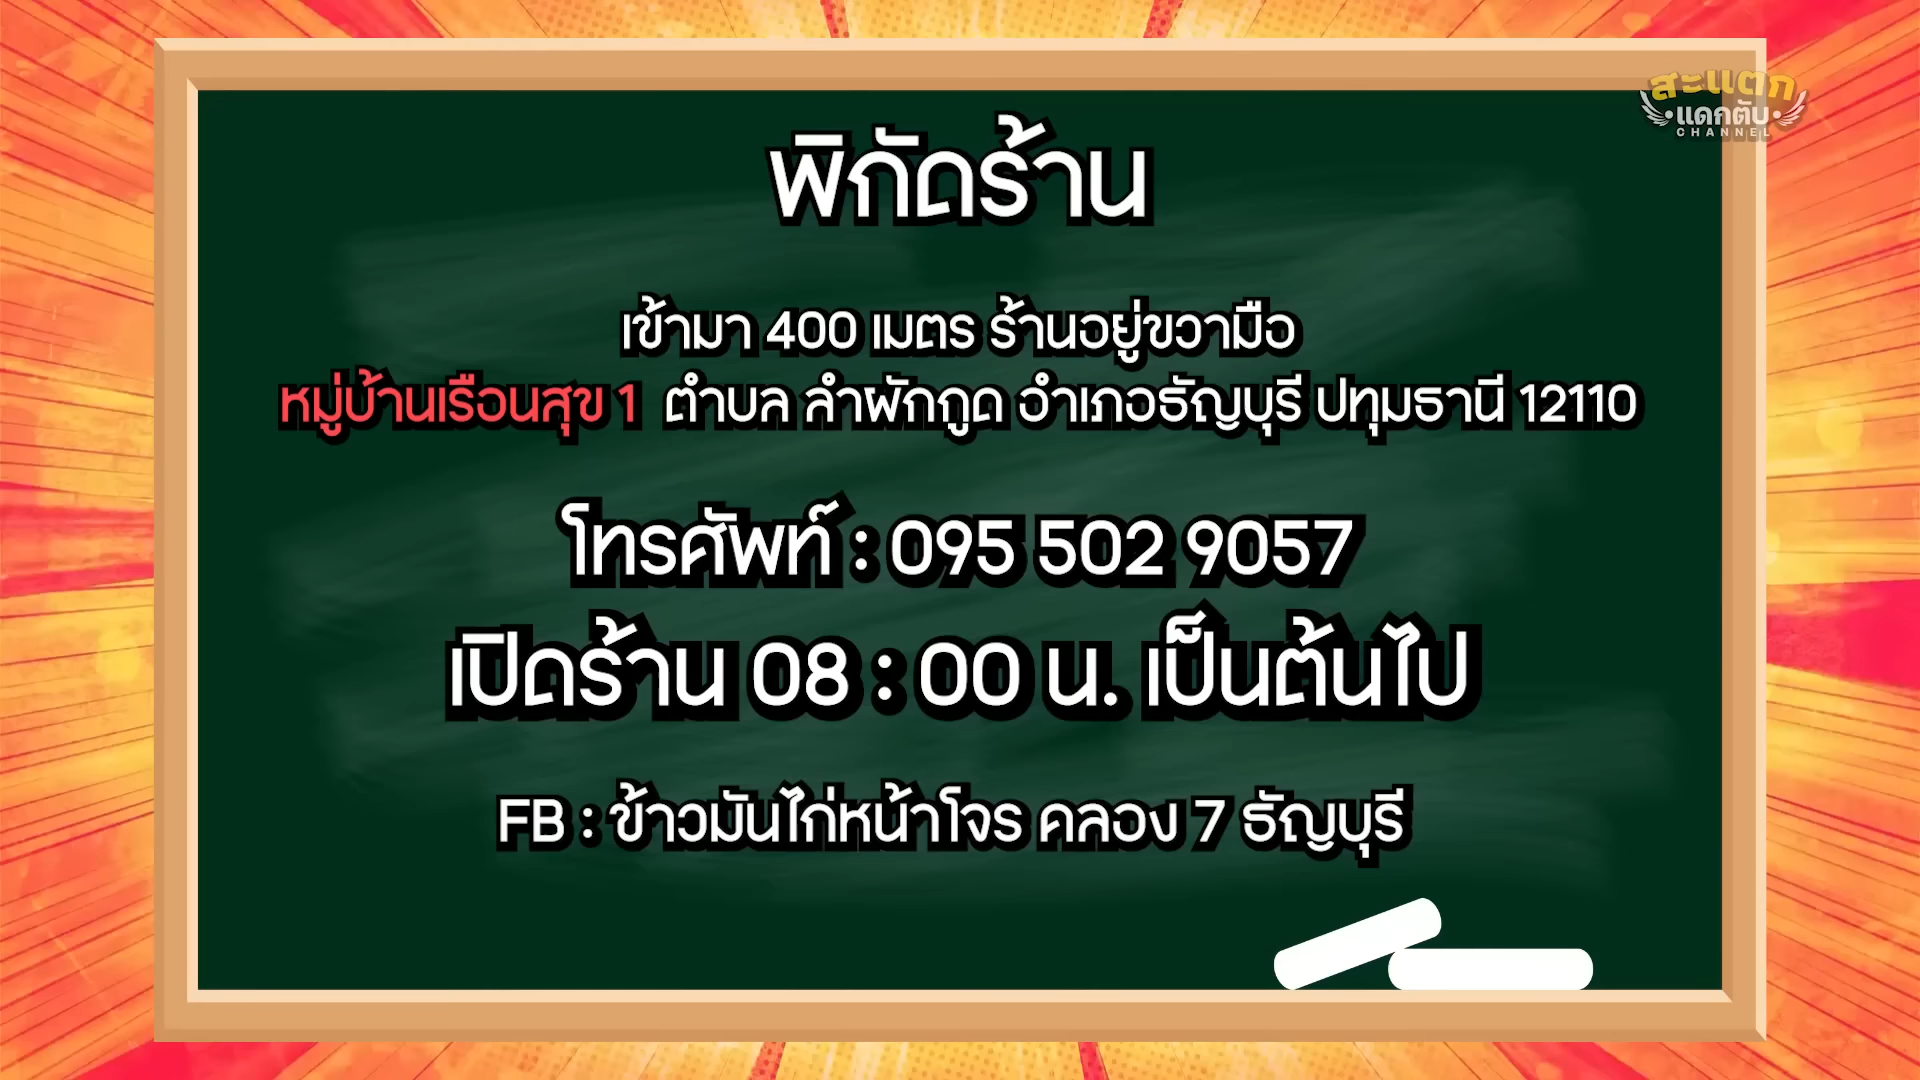 สะแตก
แดกตับ
CHANNEL
พิกัดร้าน
เข้ามา 400 เมตร ร้านอยู่ขวามือ
หมู่บ้านเรือนสุข 1 ตำบล ลำผักกูด อำเภอธัญบุรี ปทุมธานี 12110
โทรศัพท์ : 095 502 9057
เปิดร้าน 08 : 00 น. เป็นต้นไป
FB : ข้าวมันไก่หน้าโจร คลอง 7 ธัญบุรี